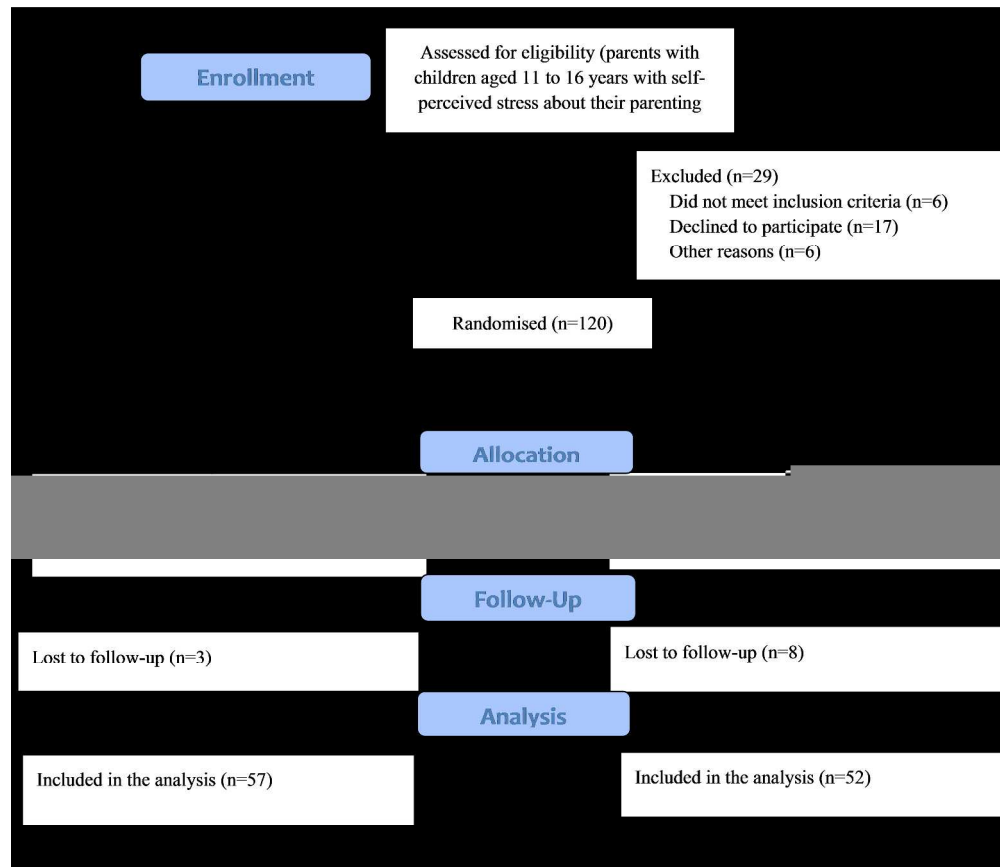 Enrollment
Assessed for eligibility (parents with
children aged 11 to 16 years with self-
perceived stress about their parenting
Excluded (n=29)
Did not meet inclusion criteria (n=6)
Declined to participate (n=17)
Other reasons (n=6)
Randomised (n=120)
Allocation
Follow-Up
Lost to follow-up (n=3)
Lost to follow-up (n=8)
Analysis
Included in the analysis (n=57)
Included in the analysis (n=52)